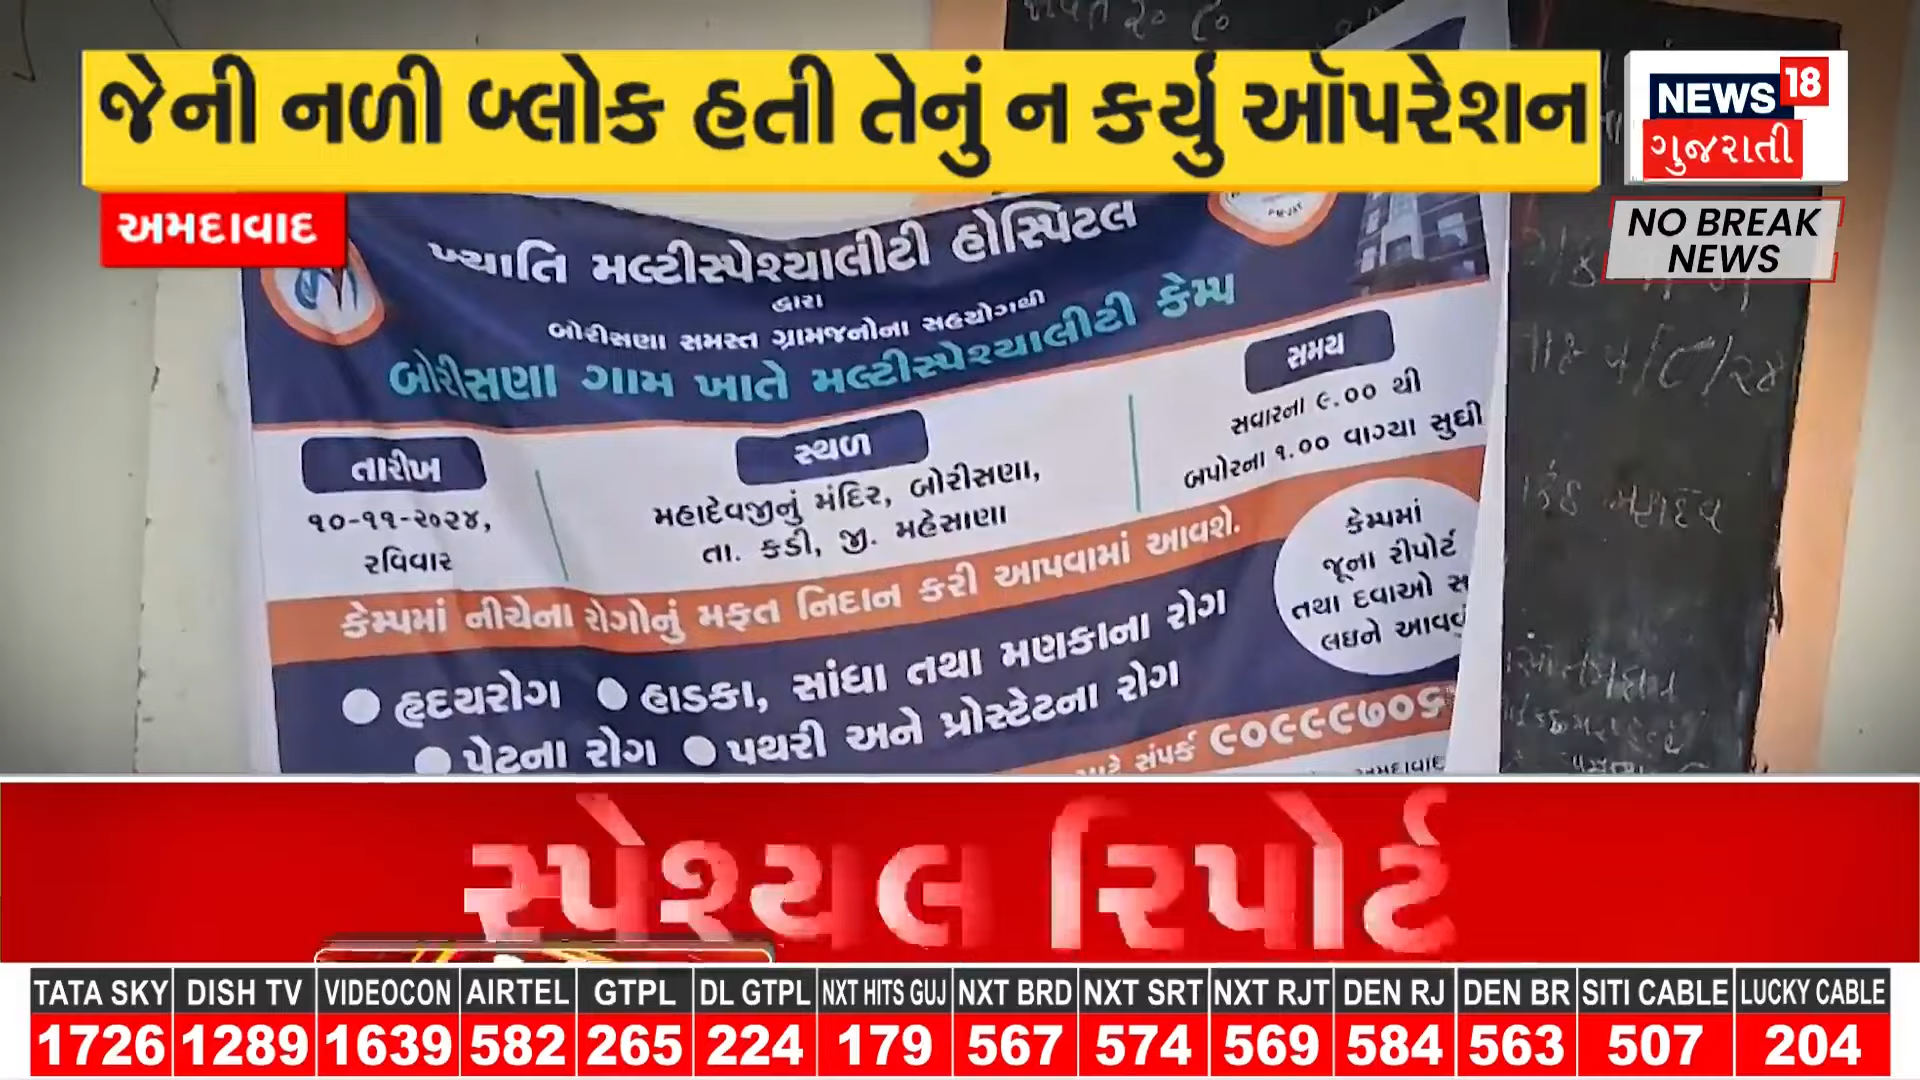 જેની નળી બ્લોક હતી તેનું ન કર્યું ઑપરેશન
NEWS 18
ગુજરાતી
અમદાવાદ
NO BREAK
NEWS
ખ્યાતિ મલ્ટીસ્પેશ્યાલીટી હોસ્પિટલ
દ્વારા
બોરીસણા સમસ્ત ગ્રામજનોના સહયોગથી
બોરીસણા ગામ ખાતે મલ્ટીસ્પેશ્યાલીટી કેમ્પ
તારીખ
૧૦-૧૧-૨૦૨૪,
રવિવાર
સ્થળ
મહાદેવજીનું મંદિર, બોરીસણા,
તા. કડી, જી. મહેસાણા
સમય
સવારના ૯.૦૦ થી
બપોરના ૧.૦૦ વાગ્યા સુધી
કેમ્પમાં નીચેના રોગોનું મફત નિદાન કરી આપવામાં આવશે.
કેમ્પમાં
જૂના રીપોર્ટ
તથા દવાઓ
લઇને
● હૃદયરોગ ● હાડકા, સાંધા તથા મણકાના રોગ
● પેટના રોગ ● પથરી અને પ્રોસ્ટેટના રોગ
સંપર્ક ૯૦૯૯૯૭૦૬
સ્પેશ્યલ રિપોર્ટ
TATA SKY DISH TV VIDEOCON AIRTEL GTPL DL GTPL NXT HITS GUJ NXT BRD NXT SRT NXT RJT DEN RJ DEN BR SITI CABLE LUCKY CABLE
1726 1289 1639 582 265 224 179 567 574 569 584 563 507 204